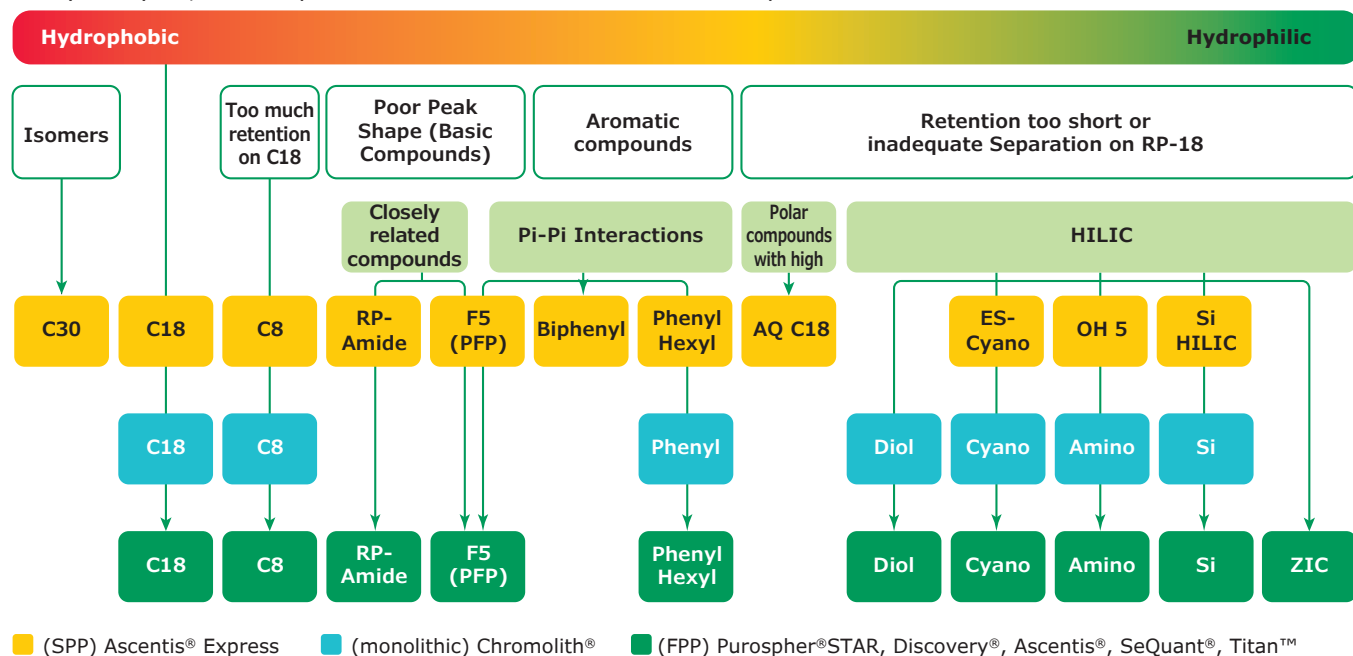 Hydrophobic
Hydrophilic
Isomers
Too much
retention
on C18
Poor Peak
Shape (Basic
Compounds)
Aromatic
compounds
Retention too short or
inadequate Separation on RP-18
Closely
related
compounds
Pi-Pi Interactions
Polar
compounds
with high
HILIC
C30
C18
C8
RP-
Amide
F5
(PFP)
Biphenyl
Phenyl
Hexyl
AQ C18
ES-
Cyano
OH 5
Si
HILIC
C18
C8
Phenyl
Diol
Cyano
Amino
Si
C18
C8
RP-
Amide
F5
(PFP)
Phenyl
Hexyl
Diol
Cyano
Amino
Si
ZIC
(SPP) Ascentis® Express
(monolithic) Chromolith®
(FPP) Purospher®STAR, Discovery®, Ascentis®, SeQuant®, Titan™